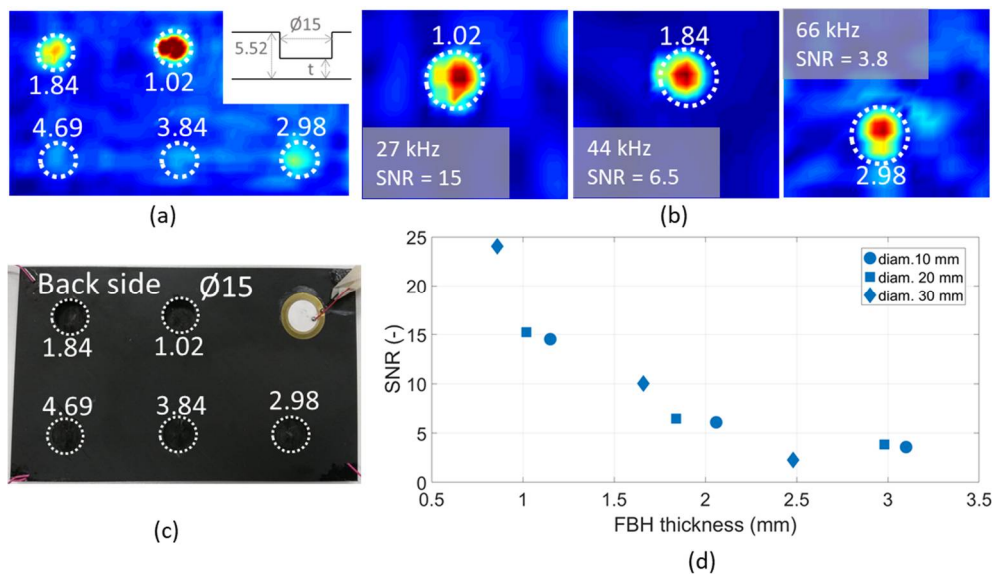 1.84
1.02
4.69
3.84
2.98
Ø15
5.52
t
(a)
1.02
27 kHz
SNR = 15
1.84
44 kHz
SNR = 6.5
66 kHz
SNR = 3.8
2.98
(b)
Back side Ø15
1.84
1.02
4.69
3.84
2.98
(c)
25
20
15
10
5
0
SNR (-)
0.5 1 1.5 2 2.5 3 3.5
FBH thickness (mm)
diam.10 mm
diam. 20 mm
diam. 30 mm
(d)